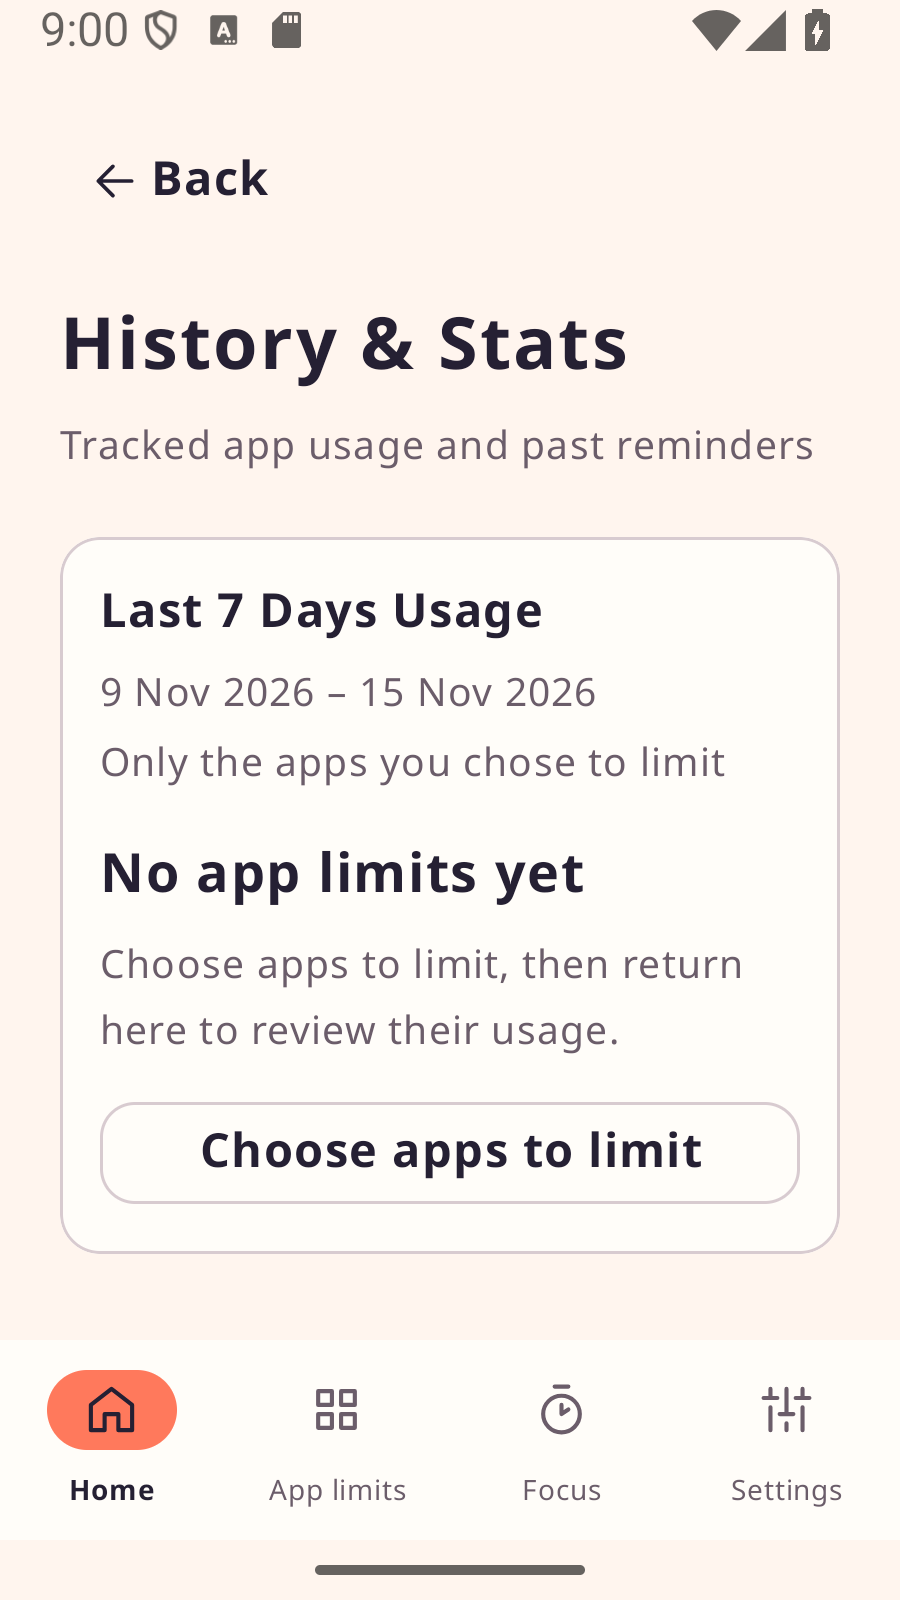 9:00
Back
History & Stats
Tracked app usage and past reminders
Last 7 Days Usage
9 Nov 2026 – 15 Nov 2026
Only the apps you chose to limit
No app limits yet
Choose apps to limit, then return
here to review their usage.
Choose apps to limit
Home
App limits
Focus
Settings